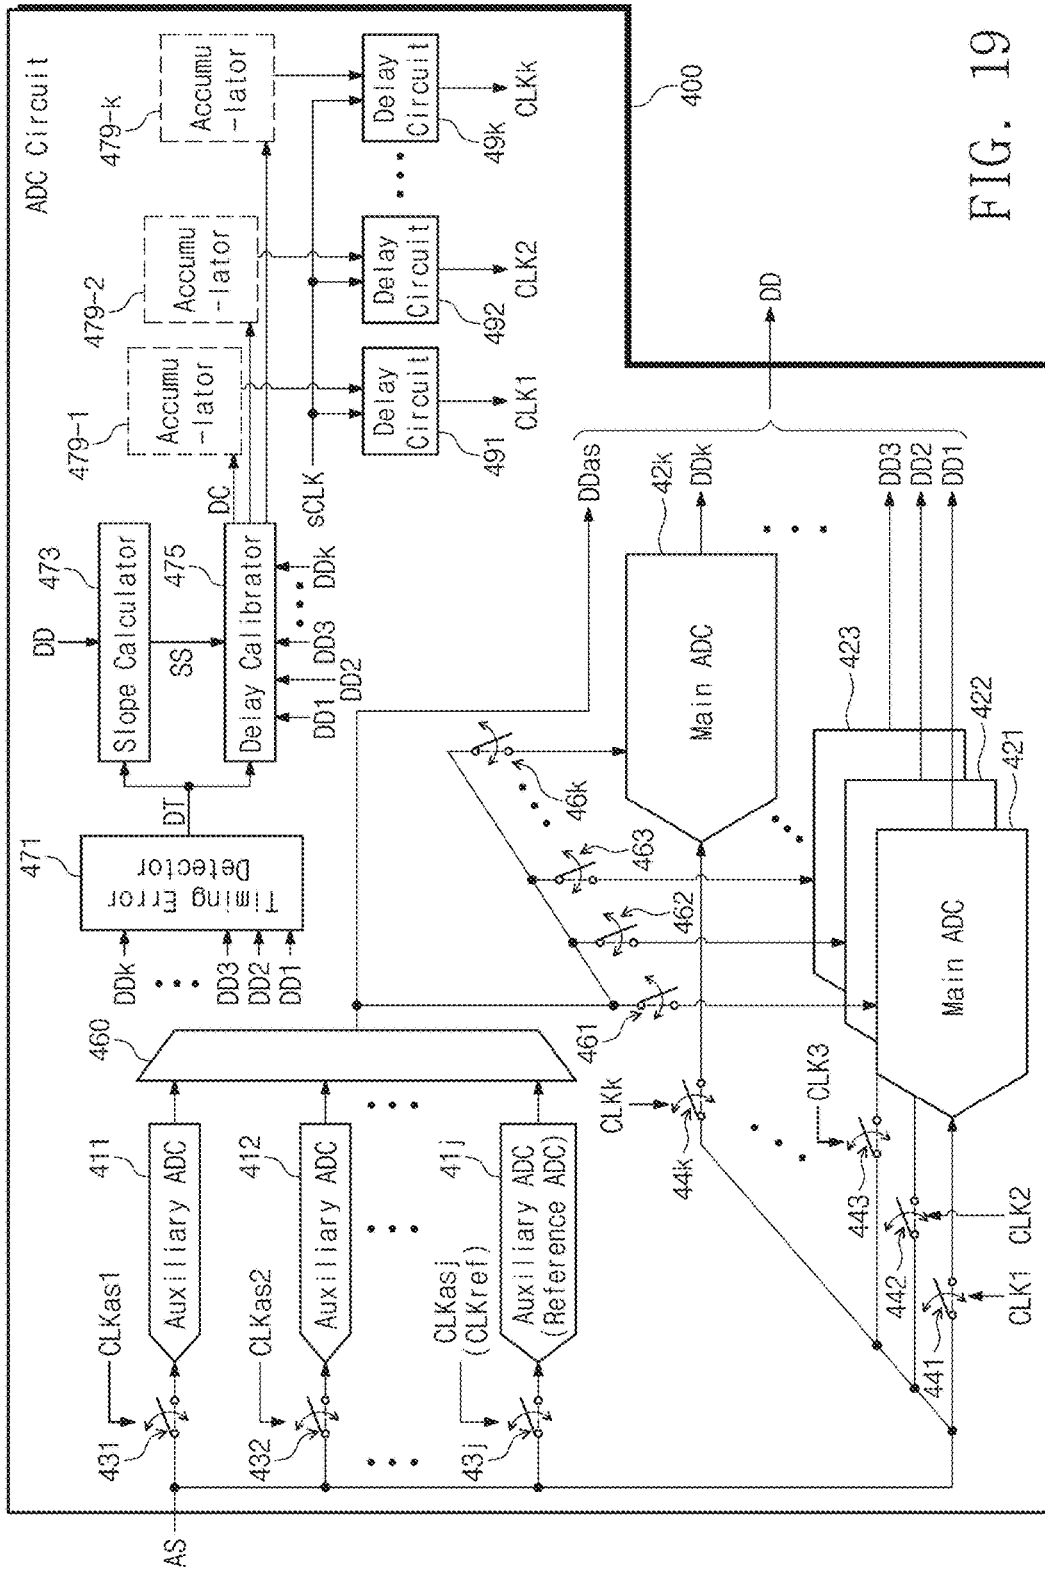 ADC Circuit
479-k
Accumu
-lator
479-2
Accumu
-lator
479-1
Accumu
-lator
DD
473
Slope Calculator
SS
475
Delay Calibrator
DC
DT
471
Timing Error
Detector
DDk
DD3
DD2
DD1
DD1
DD2
DD3
DDk
sCLK
Delay
Circuit
491
CLK1
Delay
Circuit
492
CLK2
Delay
Circuit
49k
CLKk
400
AS
CLKas1
431
411
Auxiliary ADC
CLKas2
432
412
Auxiliary ADC
CLKasj
(CLKref)
43j
41j
Auxiliary ADC
(Reference ADC)
460
461
462
463
46k
CLKk
44k
CLK3
443
442
CLK2
441
CLK1
Main ADC
42k
423
422
Main ADC
421
DDas
DDk
DD3
DD2
DD1
DD
FIG. 19